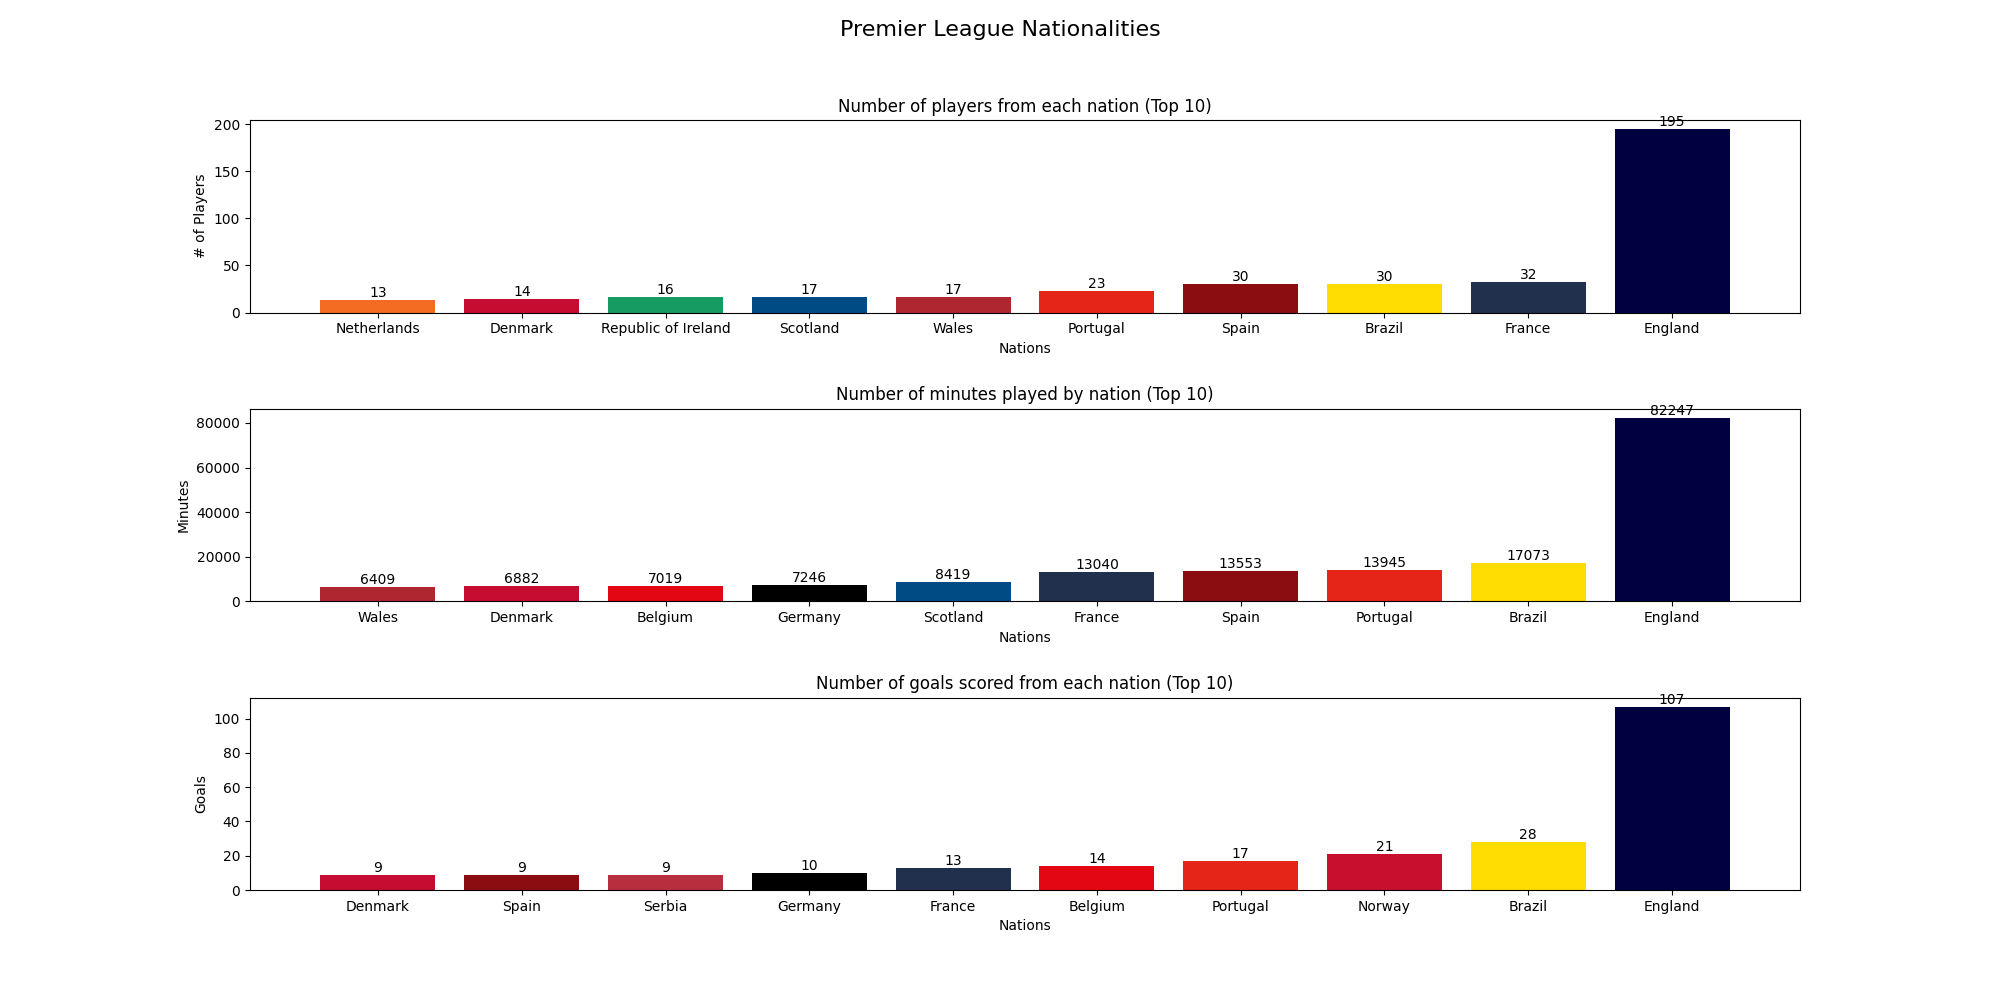 Premier League Nationalities
Number of players from each nation (Top 10)
# of Players
200
150
100
50
0
13 14 16 17 17 23 30 30 32 195
Netherlands Denmark Republic of Ireland Scotland Wales Portugal Spain Brazil France England
Nations
Number of minutes played by nation (Top 10)
Minutes
80000
60000
40000
20000
0
6409 6882 7019 7246 8419 13040 13553 13945 17073 82247
Wales Denmark Belgium Germany Scotland France Spain Portugal Brazil England
Nations
Number of goals scored from each nation (Top 10)
Goals
100
80
60
40
20
0
9 9 9 10 13 14 17 21 28 107
Denmark Spain Serbia Germany France Belgium Portugal Norway Brazil England
Nations